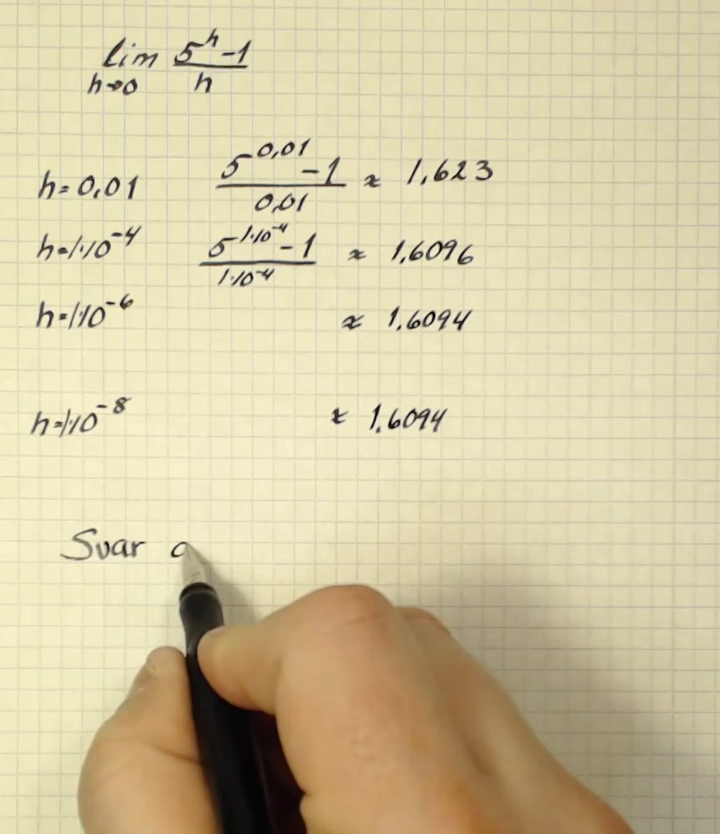 lim 5^h-1
h→0 h
h=0,01 5^0,01-1 / 0,01 ≈ 1,623
h=1·10^-4 5^1·10^-4-1 / 1·10^-4 ≈ 1,6096
h=1·10^-6 ≈ 1,6094
h=1·10^-8 ≈ 1,6094
Svar